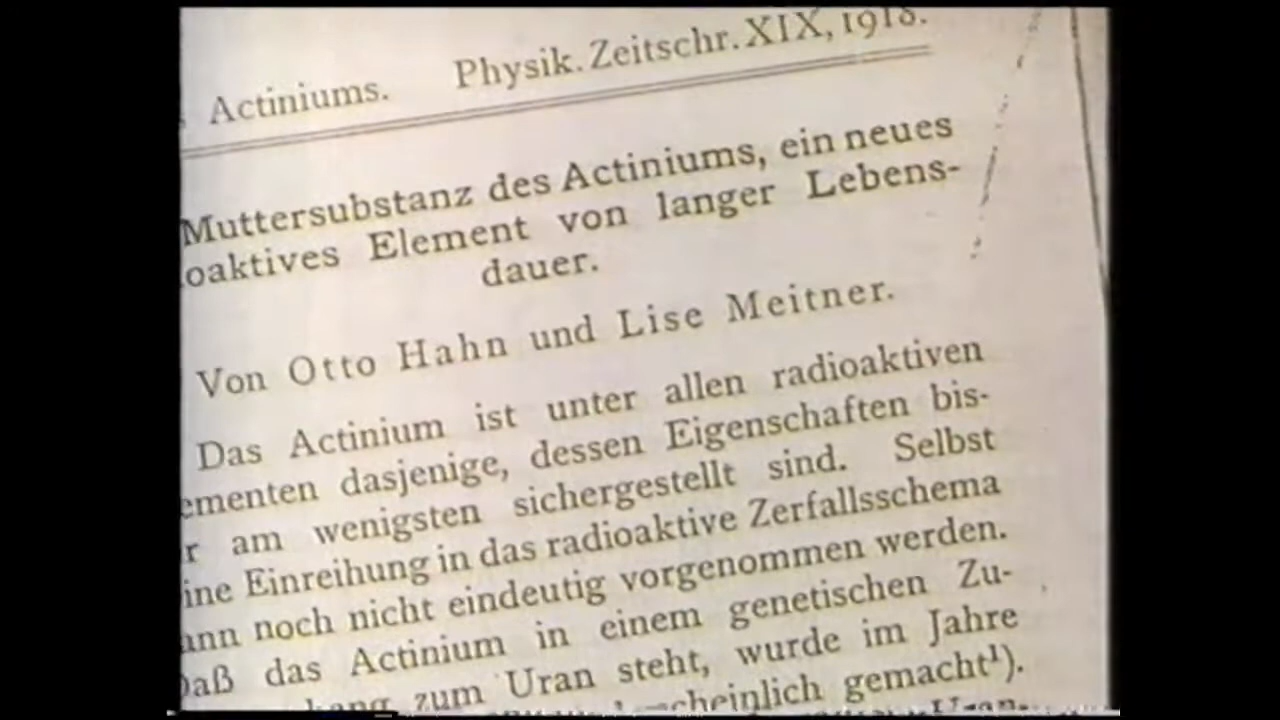 Actiniums. Physik. Zeitschr. XIX, 1918.
Muttersubstanz des Actiniums, ein neues
oaktives Element von langer Lebens-
dauer.
Von Otto Hahn und Lise Meitner.
Das Actinium ist unter allen radioaktiven
ementen dasjenige, dessen Eigenschaften bis-
r am wenigsten sichergestellt sind. Selbst
ine Einreihung in das radioaktive Zerfallsschema
ann noch nicht eindeutig vorgenommen werden.
Daß das Actinium in einem genetischen Zu-
zum Uran steht, wurde im Jahre
scheinlich gemacht¹).
Uran-